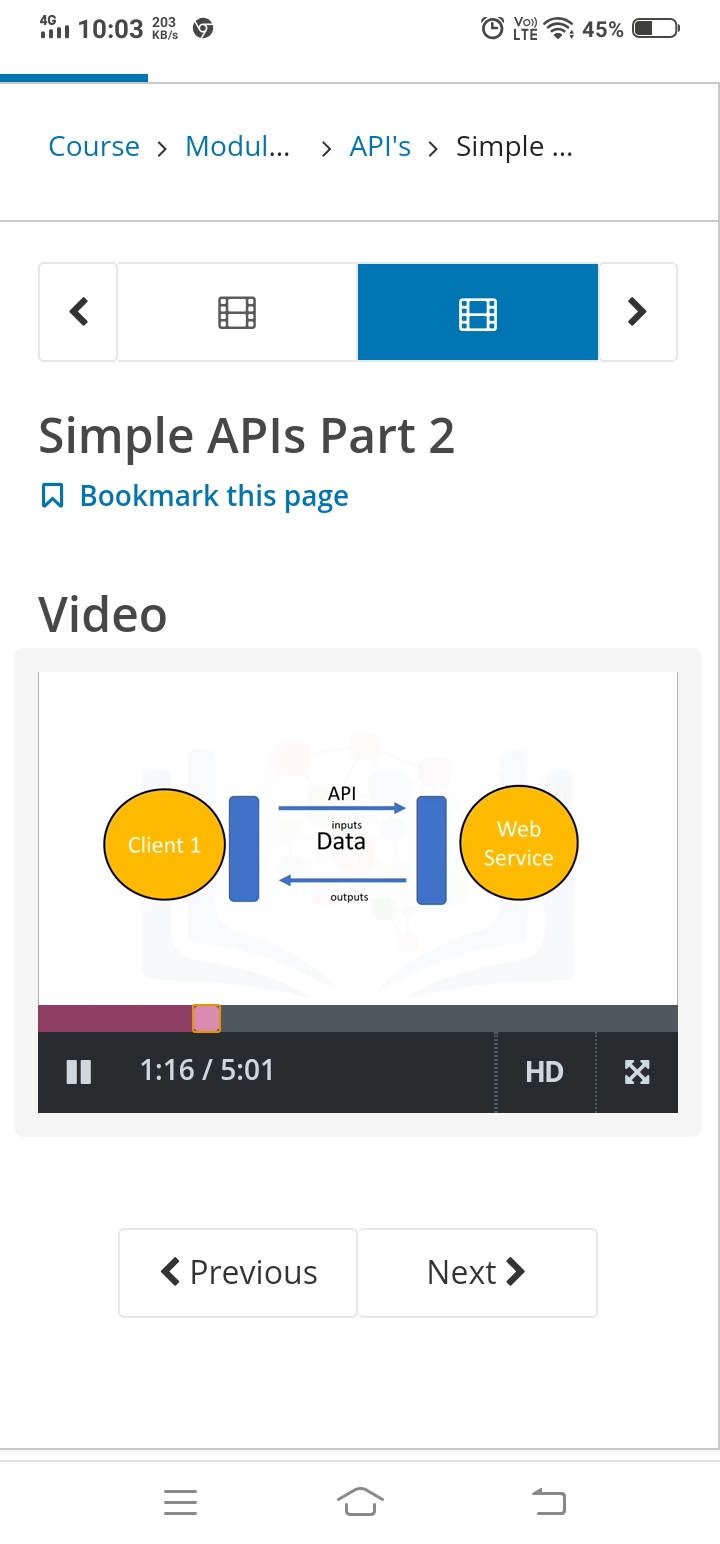 4G 10:03 203 KB/s Vo)) LTE 45%
Course > Modul... > API's > Simple ...
Simple APIs Part 2
Bookmark this page
Video
API
inputs
Client 1 Data Web Service
outputs
1:16 / 5:01 HD
Previous Next